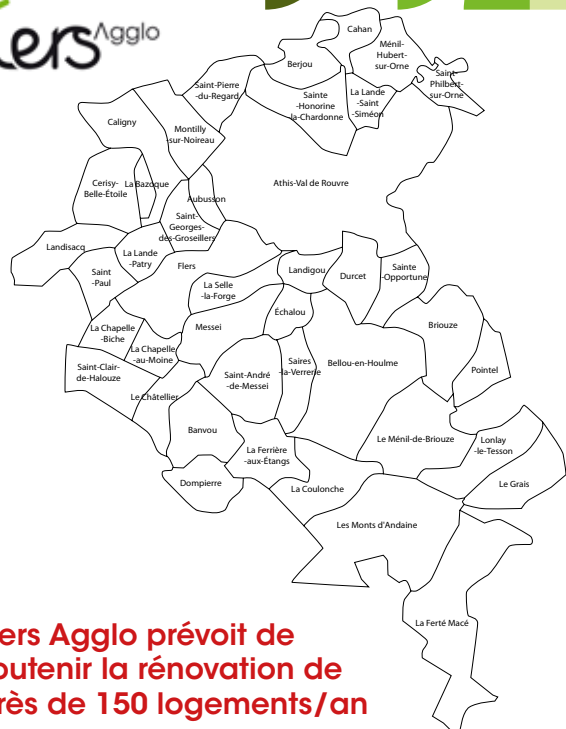 ers Agglo
Cahan
Ménil-
Hubert-
sur-Orne
Berjou
Saint-
Philbert-
sur-Orne
Saint-Pierre
-du-Regard
Sainte
-Honorine
la-Chardonne
La Lande
-Saint
-Siméon
Caligny
Montilly
-sur-Noireau
Athis-Val de Rouvre
Cerisy-
Belle-Étoile
La Bazoque
Aubusson
Saint-
Georges-
des-Groseillers
Landisacq
La Lande
-Patry
Flers
Saint
-Paul
La Selle
-la-Forge
Landigou
Durcet
Sainte
-Opportune
Échalou
Messei
Briouze
La Chapelle
-Biche
La Chapelle
-au-Moine
Saint-Clair-
de-Halouze
Saint-André
-de-Messei
Saires
-la-Verrerie
Bellou-en-Houlme
Pointel
Le Châtellier
Banvou
La Ferrière
-aux-Étangs
Le Ménil-de-Briouze
Lonlay
-le-Tesson
Dompierre
La Coulonche
Le Grais
Les Monts d'Andaine
La Ferté Macé
ers Agglo prévoit de
outenir la rénovation de
rès de 150 logements/an